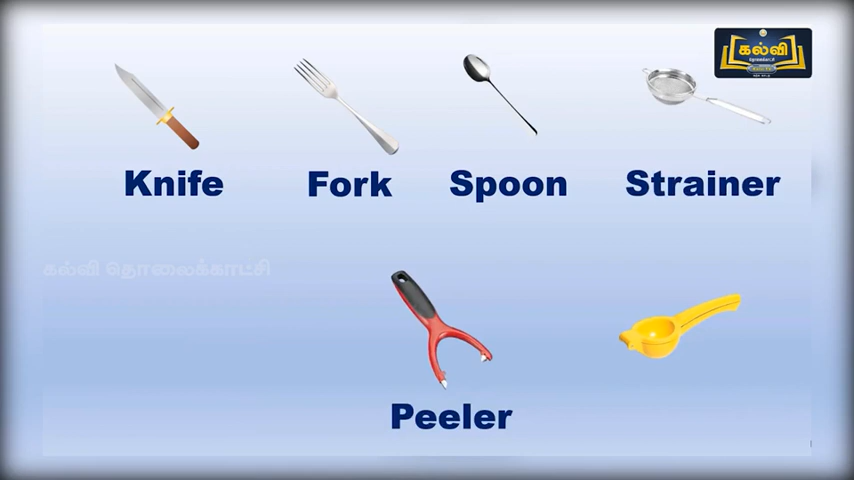 கல்வி
தொலைக்காட்சி
Knife Fork Spoon Strainer
கல்வி தொலைக்காட்சி
Peeler